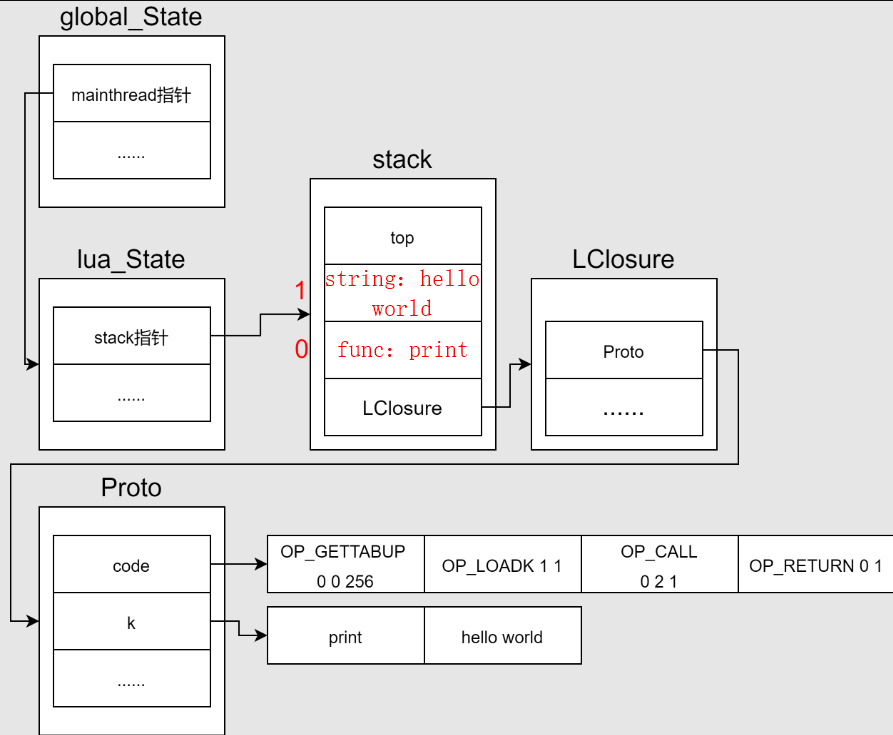 global_State
mainthread指针
......
stack
top
lua_State
LClosure
1
string: hello
world
stack指针
0
func: print
Proto
......
LClosure
......
Proto
code
OP_GETTABUP
0 0 256
OP_LOADK 1 1
OP_CALL
0 2 1
OP_RETURN 0 1
k
print
hello world
......